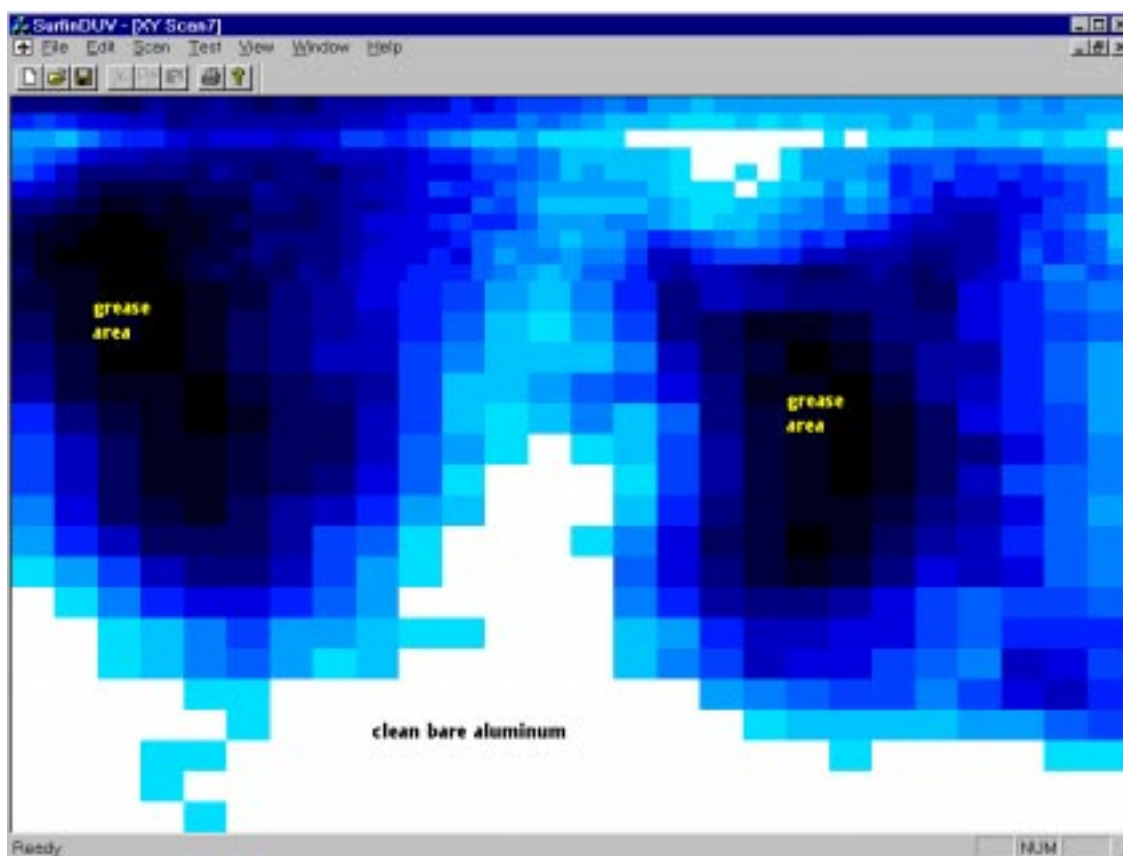 SurfinDUV - [XY Scan7]
File Edit Scan Test View Window Help
grease
area
grease
area
clean bare aluminum
Ready
NUM